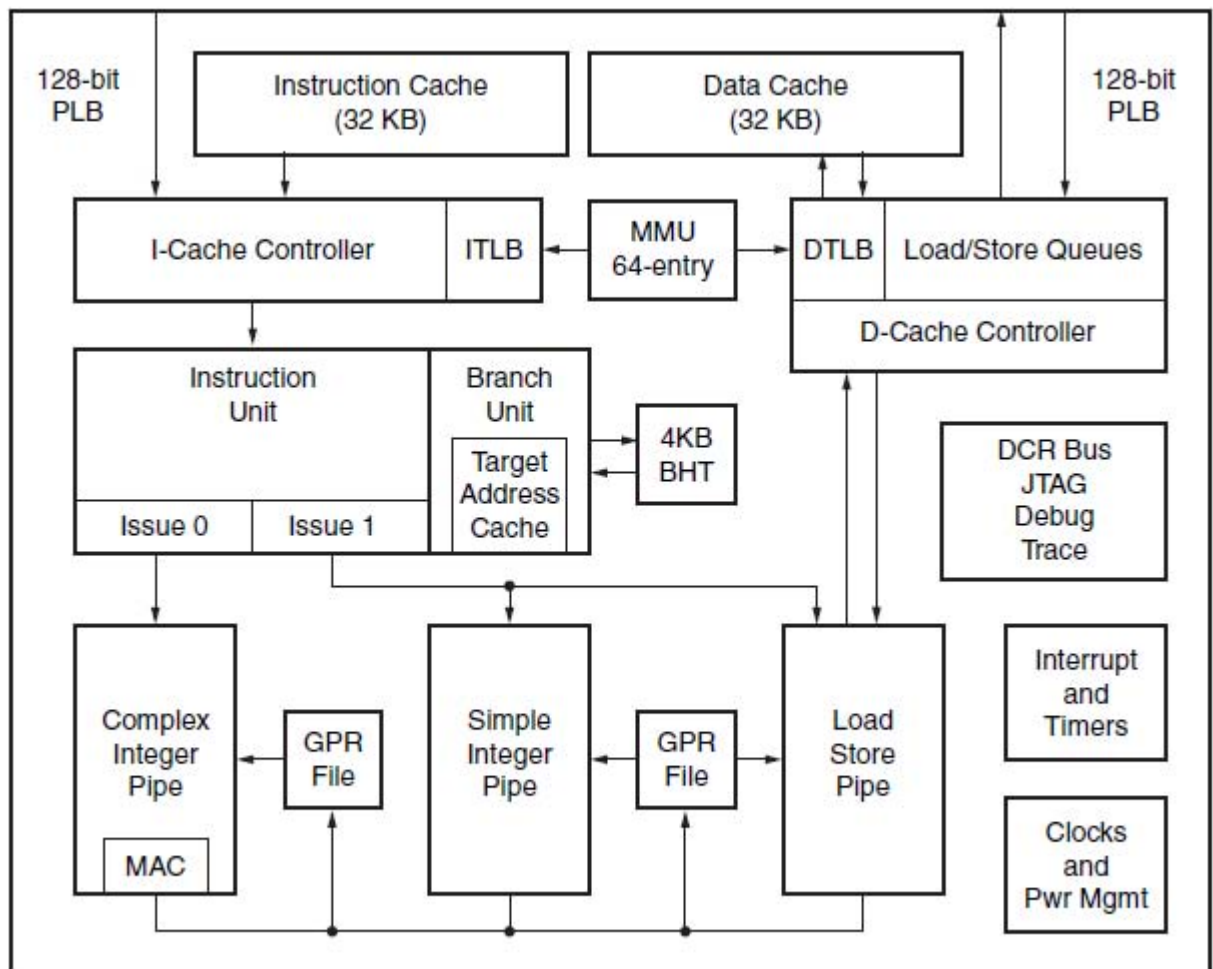 128-bit
PLB
Instruction Cache
(32 KB)
Data Cache
(32 KB)
128-bit
PLB
I-Cache Controller
ITLB
MMU
64-entry
DTLB
Load/Store Queues
D-Cache Controller
Instruction
Unit
Branch
Unit
Target
Address
Cache
4KB
BHT
Issue 0
Issue 1
DCR Bus
JTAG
Debug
Trace
Complex
Integer
Pipe
MAC
GPR
File
Simple
Integer
Pipe
GPR
File
Load
Store
Pipe
Interrupt
and
Timers
Clocks
and
Pwr Mgmt